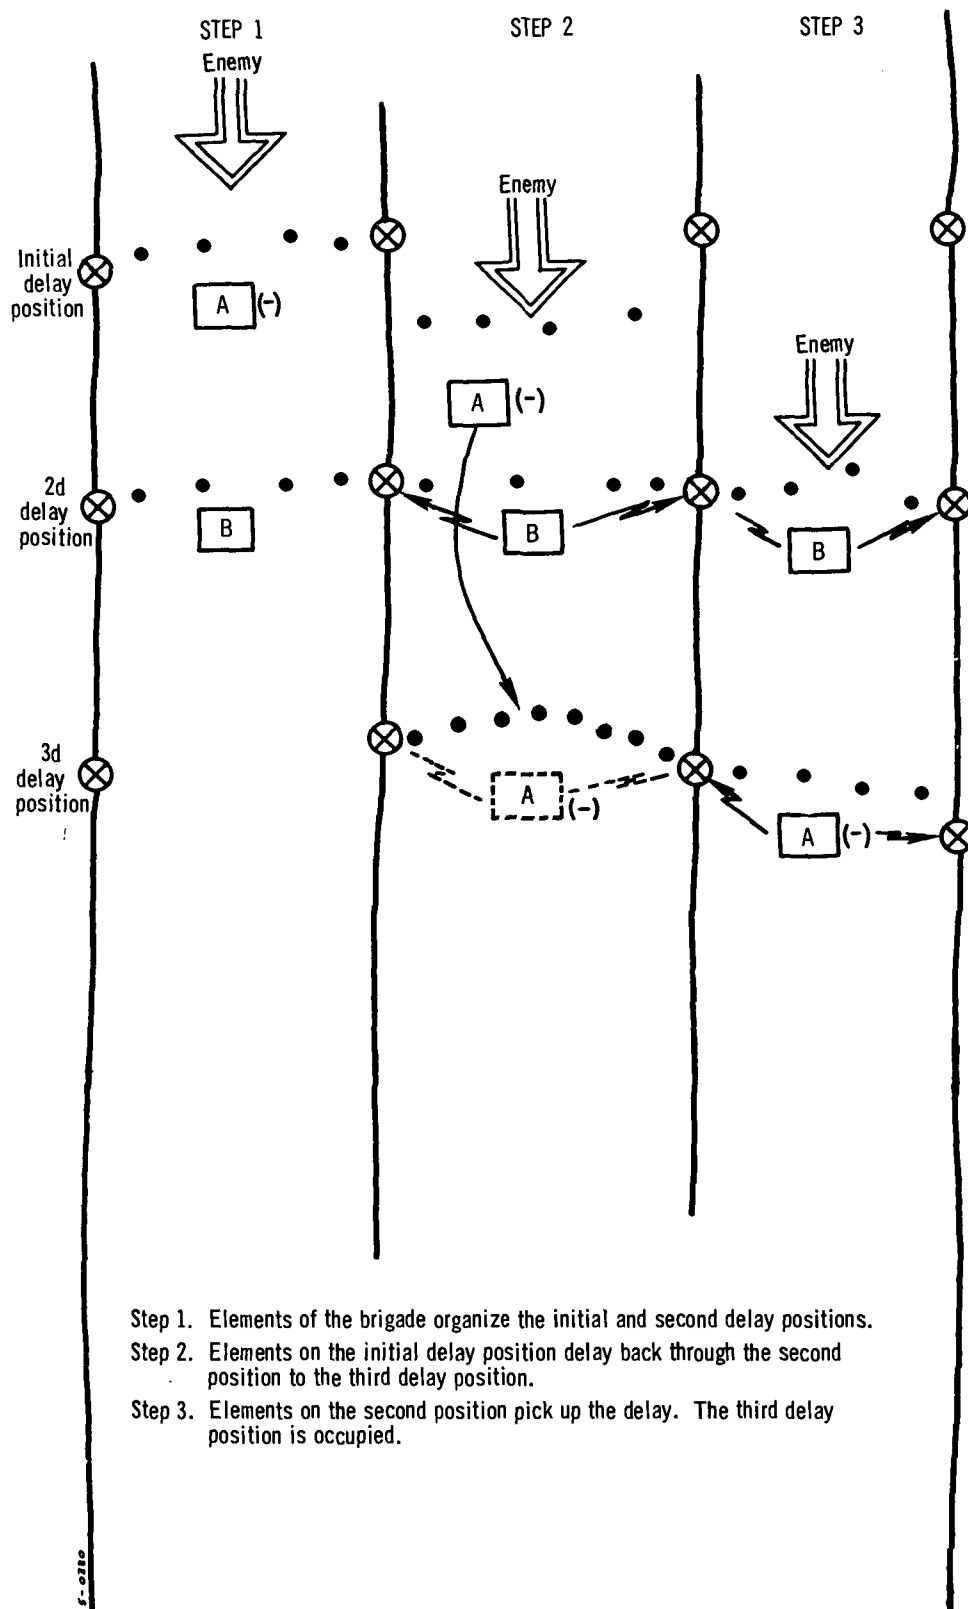 STEP 1
STEP 2
STEP 3
Enemy
Enemy
Enemy
Initial
delay
position
A (-)
A (-)
2d
delay
position
B
B
B
3d
delay
position
A (-)
A (-)
Step 1. Elements of the brigade organize the initial and second delay positions.
Step 2. Elements on the initial delay position delay back through the second
position to the third delay position.
Step 3. Elements on the second position pick up the delay. The third delay
position is occupied.
5-0220